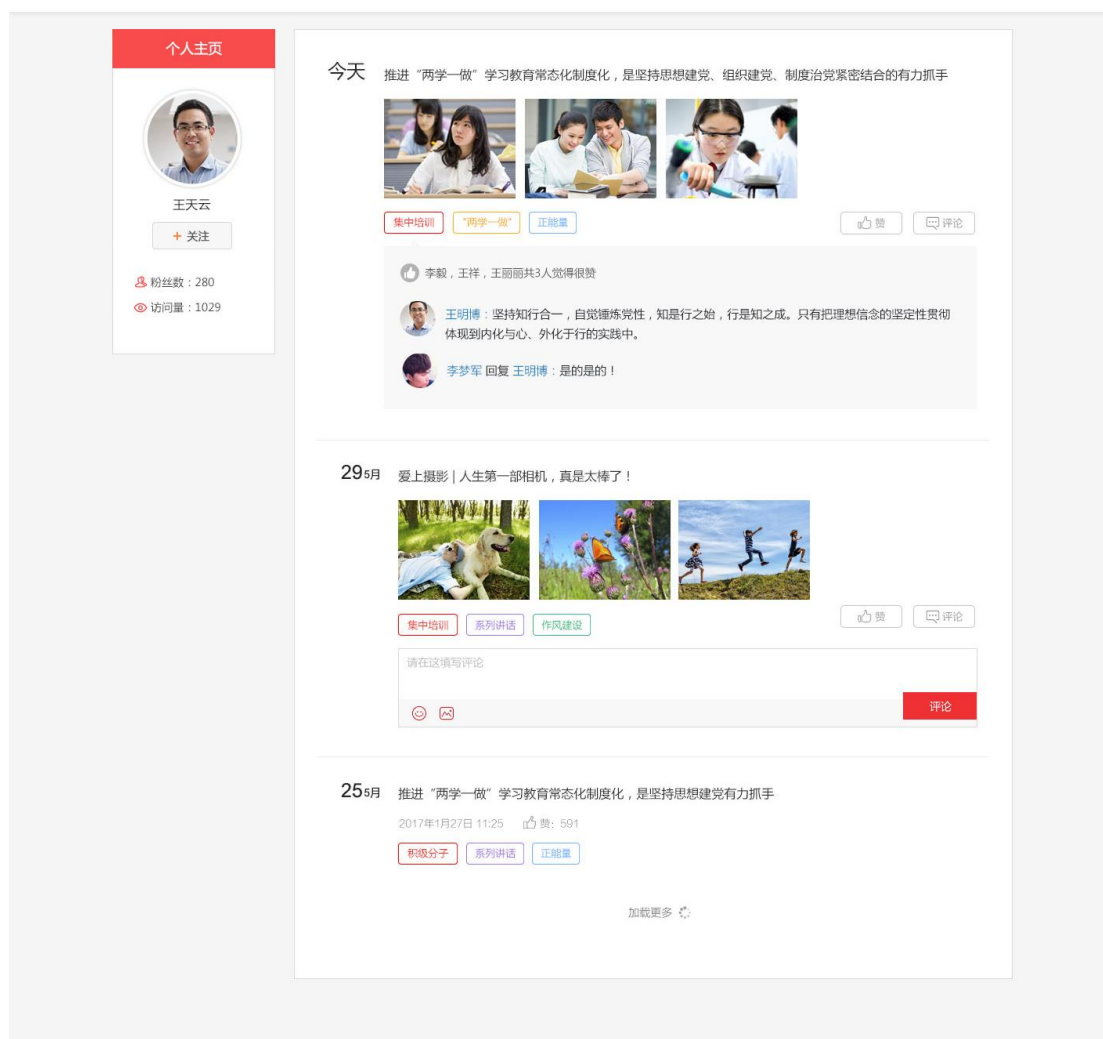 个人主页
王天云
+ 关注
粉丝数：280
访问量：1029
今天
推进“两学一做”学习教育常态化制度化，是坚持思想建党、组织建党、制度治党紧密结合的有力抓手
集中培训 "两学一做" 正能量 赞 评论
李毅，王祥，王丽丽共3人觉得很赞
王明博：坚持知行合一，自觉锤炼党性，知是行之始，行是知之成。只有把理想信念的坚定性贯彻
体现到内化与心、外化于行的实践中。
李梦军 回复 王明博：是的是的！
29 5月
爱上摄影 | 人生第一部相机，真是太棒了！
集中培训 系列讲话 作风建设 赞 评论
请在这填写评论
评论
25 5月
推进“两学一做”学习教育常态化制度化，是坚持思想建党有力抓手
2017年1月27日 11:25 赞: 591
积级分子 系列讲话 正能量
加载更多